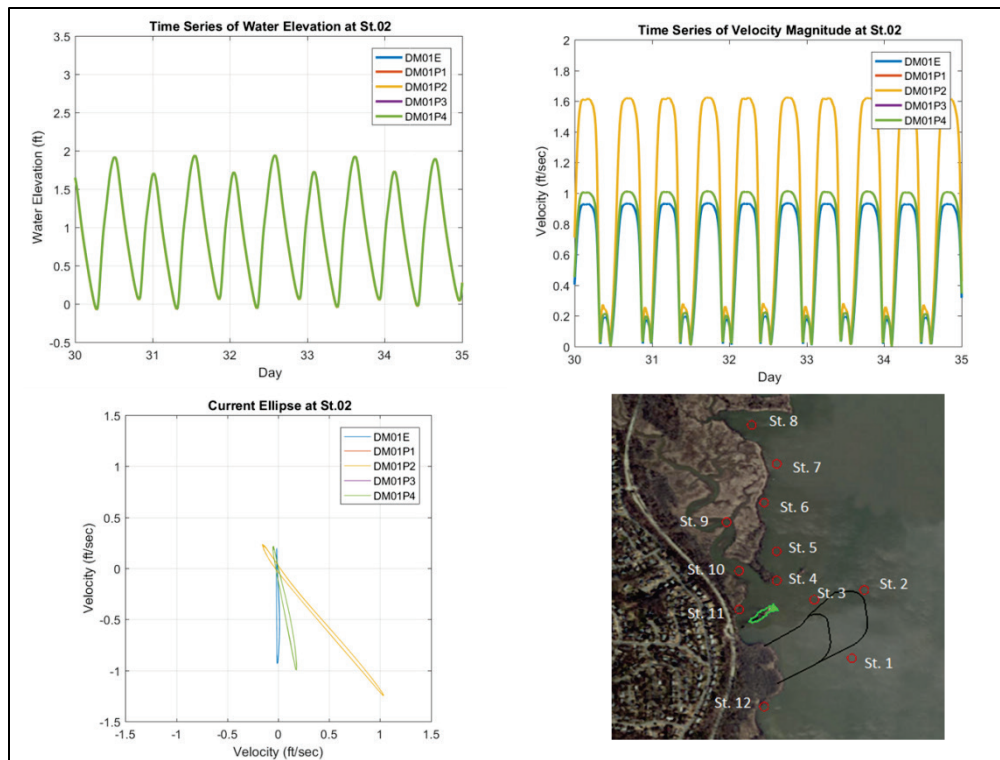 Time Series of Water Elevation at St.02
3.5
3
2.5
2
1.5
1
0.5
0
-0.5
Water Elevation (ft)
30
31
32
33
34
35
Day
DM01E
DM01P1
DM01P2
DM01P3
DM01P4
Time Series of Velocity Magnitude at St.02
2
1.8
1.6
1.4
1.2
1
0.8
0.6
0.4
0.2
0
Velocity (ft/sec)
30
31
32
33
34
35
Day
DM01E
DM01P1
DM01P2
DM01P3
DM01P4
Current Ellipse at St.02
1.5
1
0.5
0
-0.5
-1
-1.5
Velocity (ft/sec)
-1.5
-1
-0.5
0
0.5
1
1.5
Velocity (ft/sec)
DM01E
DM01P1
DM01P2
DM01P3
DM01P4
St. 8
St. 7
St. 6
St. 9
St. 5
St. 10
St. 4
St. 3
St. 2
St. 11
St. 1
St. 12